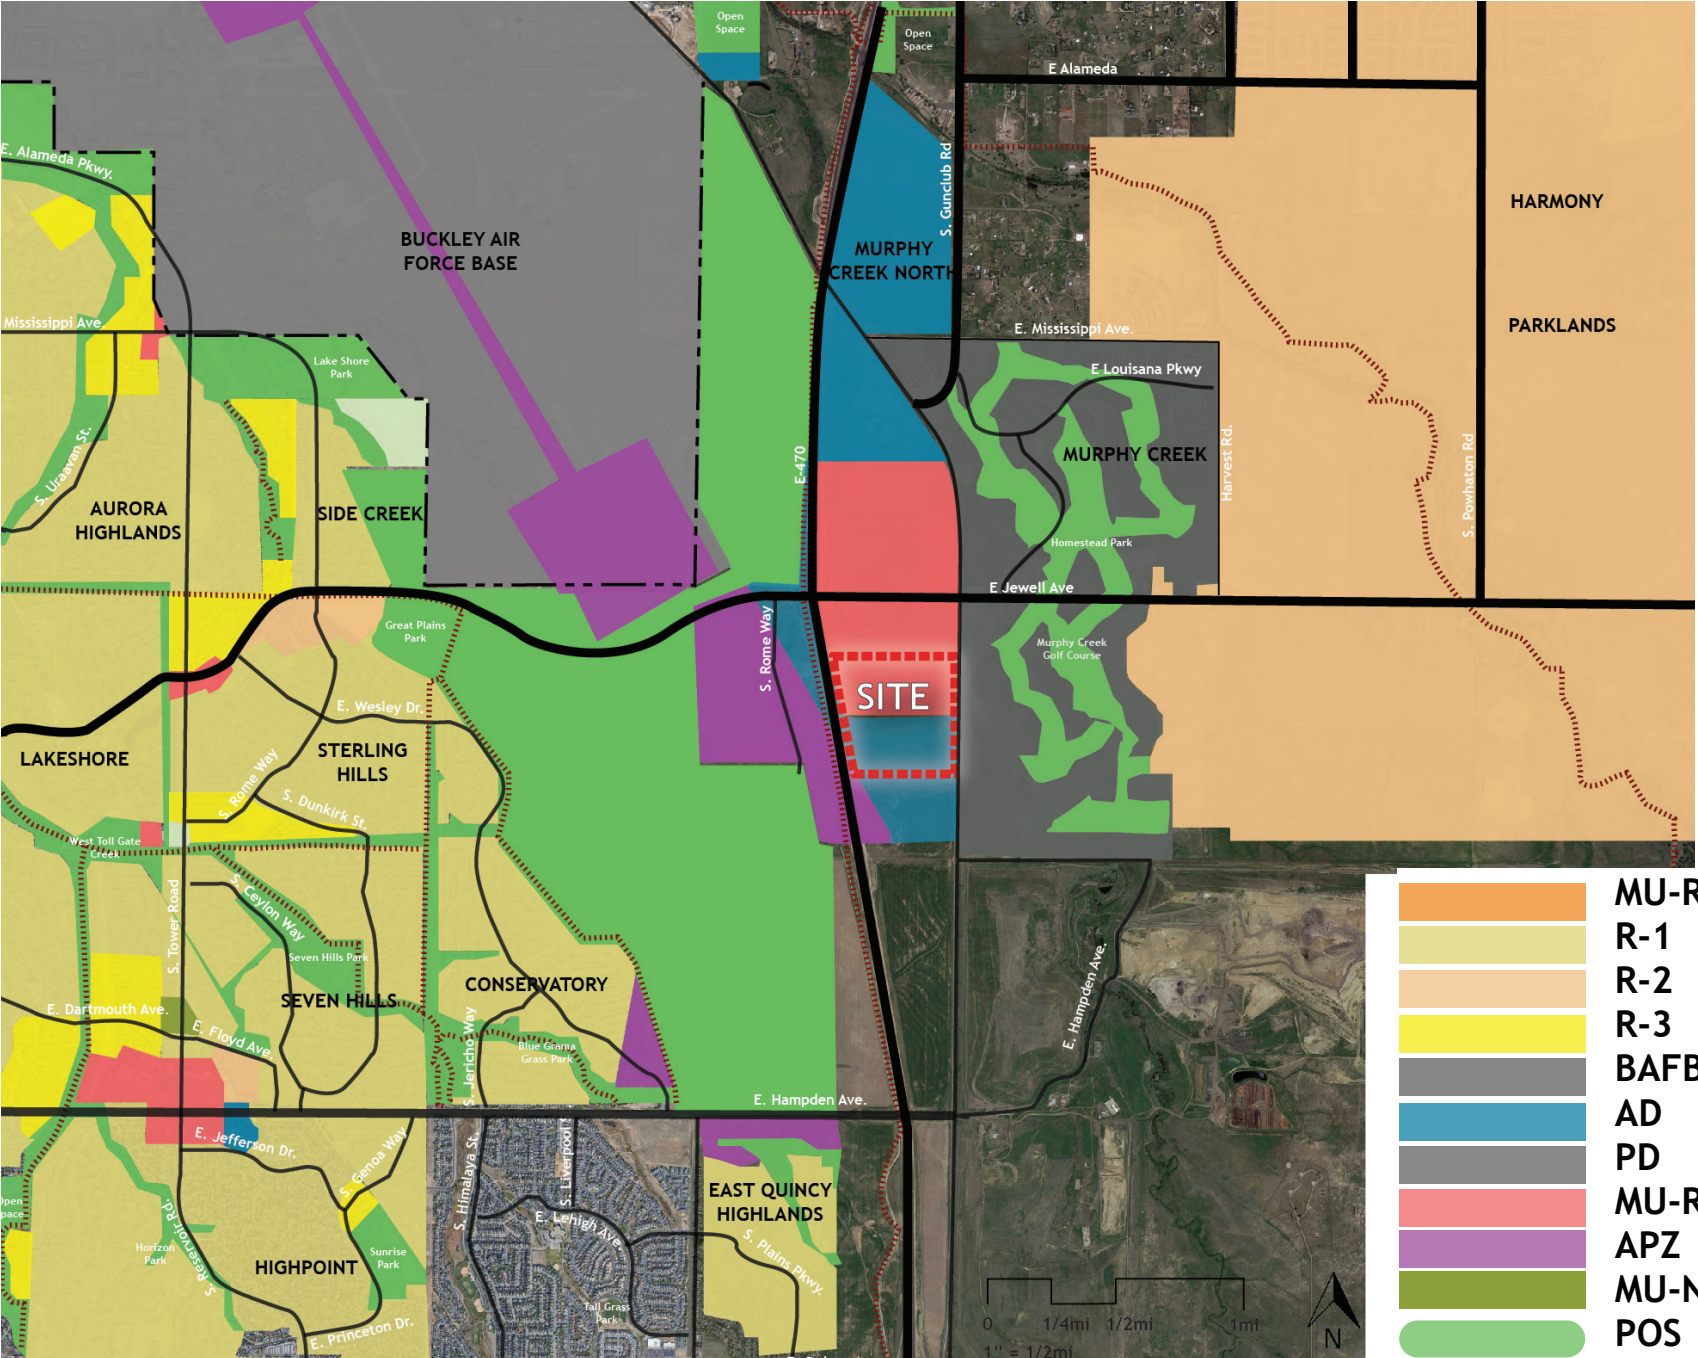 Open
Space
Open
Space
E Alameda
E. Alameda Pkwy.
S. Gunclub Rd
HARMONY
BUCKLEY AIR
FORCE BASE
MURPHY
CREEK NORTH
PARKLANDS
Mississippi Ave.
E. Mississippi Ave.
Lake Shore
Park
E Louisana Pkwy
S. Uravan St.
E-470
MURPHY CREEK
Harvest Rd.
S. Powhaton Rd
AURORA
HIGHLANDS
SIDE CREEK
Homestead Park
E Jewell Ave
Great Plains
Park
S. Rome Way
Murphy Creek
Golf Course
SITE
E. Wesley Dr.
LAKESHORE
STERLING
HILLS
S. Rome Way
S. Dunkirk St.
West Toll Gate
Creek
S. Tower Road
S. Ceylon Way
Seven Hills Park
SEVEN HILLS
CONSERVATORY
E. Hampden Ave.
E. Dartmouth Ave.
E. Floyd Ave.
S. Jericho Way
Blue Grama
Grass Park
E. Hampden Ave.
E. Jefferson Dr.
S. Genoa Way
S. Himalaya St.
S. Liverpool S
EAST QUINCY
HIGHLANDS
E. Lehigh Ave.
S. Plains Pkwy.
Open
pace
Horizon
Park
S. Reservoir Rd.
HIGHPOINT
Sunrise
Park
Tall Grass
Park
E. Princeton Dr.
0 1/4mi 1/2mi 1mi
1" = 1/2mi
N
MU-R
R-1
R-2
R-3
BAFB
AD
PD
MU-R
APZ
MU-N
POS